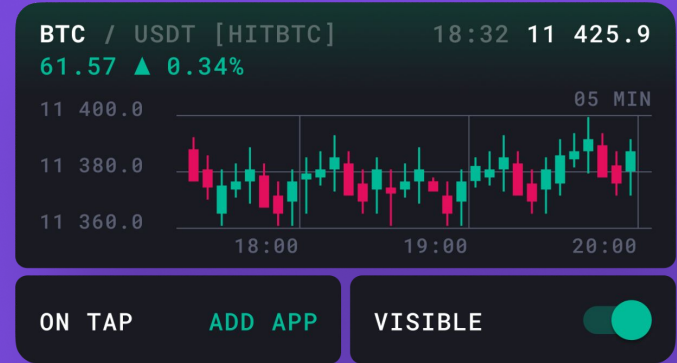 BTC / USDT [HITBTC] 18:32 11 425.9
61.57 ▲ 0.34%
05 MIN
11 400.0
11 380.0
11 360.0
18:00 19:00 20:00
ON TAP ADD APP VISIBLE